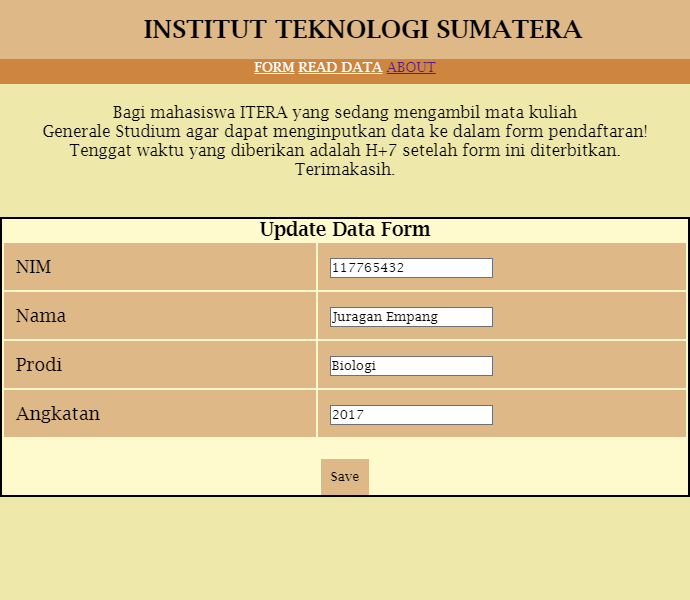 INSTITUT TEKNOLOGI SUMATERA
FORM READ DATA ABOUT
Bagi mahasiswa ITERA yang sedang mengambil mata kuliah
Generale Studium agar dapat menginputkan data ke dalam form pendaftaran!
Tenggat waktu yang diberikan adalah H+7 setelah form ini diterbitkan.
Terimakasih.
Update Data Form
NIM 117765432
Nama Juragan Empang
Prodi Biologi
Angkatan 2017
Save